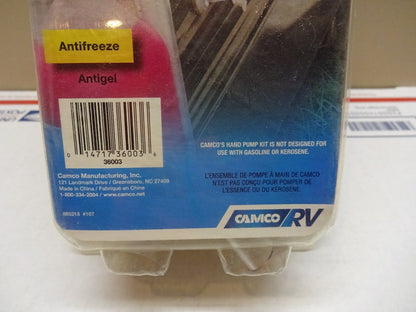 Antifreeze
Antigel
0 14717 36003 6
36003
Camco Manufacturing, Inc.
121 Landmark Drive / Greensboro, NC 27409
Made in China / Fabriqué en Chine
1-800-334-2004 / www.camco.net
CAMCO'S HAND PUMP KIT IS NOT DESIGNED FOR
USE WITH GASOLINE OR KEROSENE.
L'ENSEMBLE DE POMPE À MAIN DE CAMCO
N'EST PAS CONÇU POUR POMPER DE
L'ESSENCE OU DU KEROSENE.
CAMCO RV